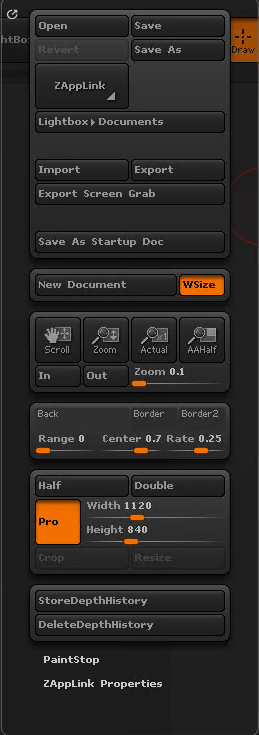 Open Save
Revert Save As
htBox Draw
ZAppLink
Lightbox▸Documents
Import Export
Export Screen Grab
Save As Startup Doc
New Document WSize
Scroll Zoom Actual AAHalf
In Out Zoom 0.1
Back Border Border2
Range 0 Center 0.7 Rate 0.25
Half Double
Pro Width 1120
Height 840
Crop Resize
StoreDepthHistory
DeleteDepthHistory
PaintStop
ZAppLink Properties